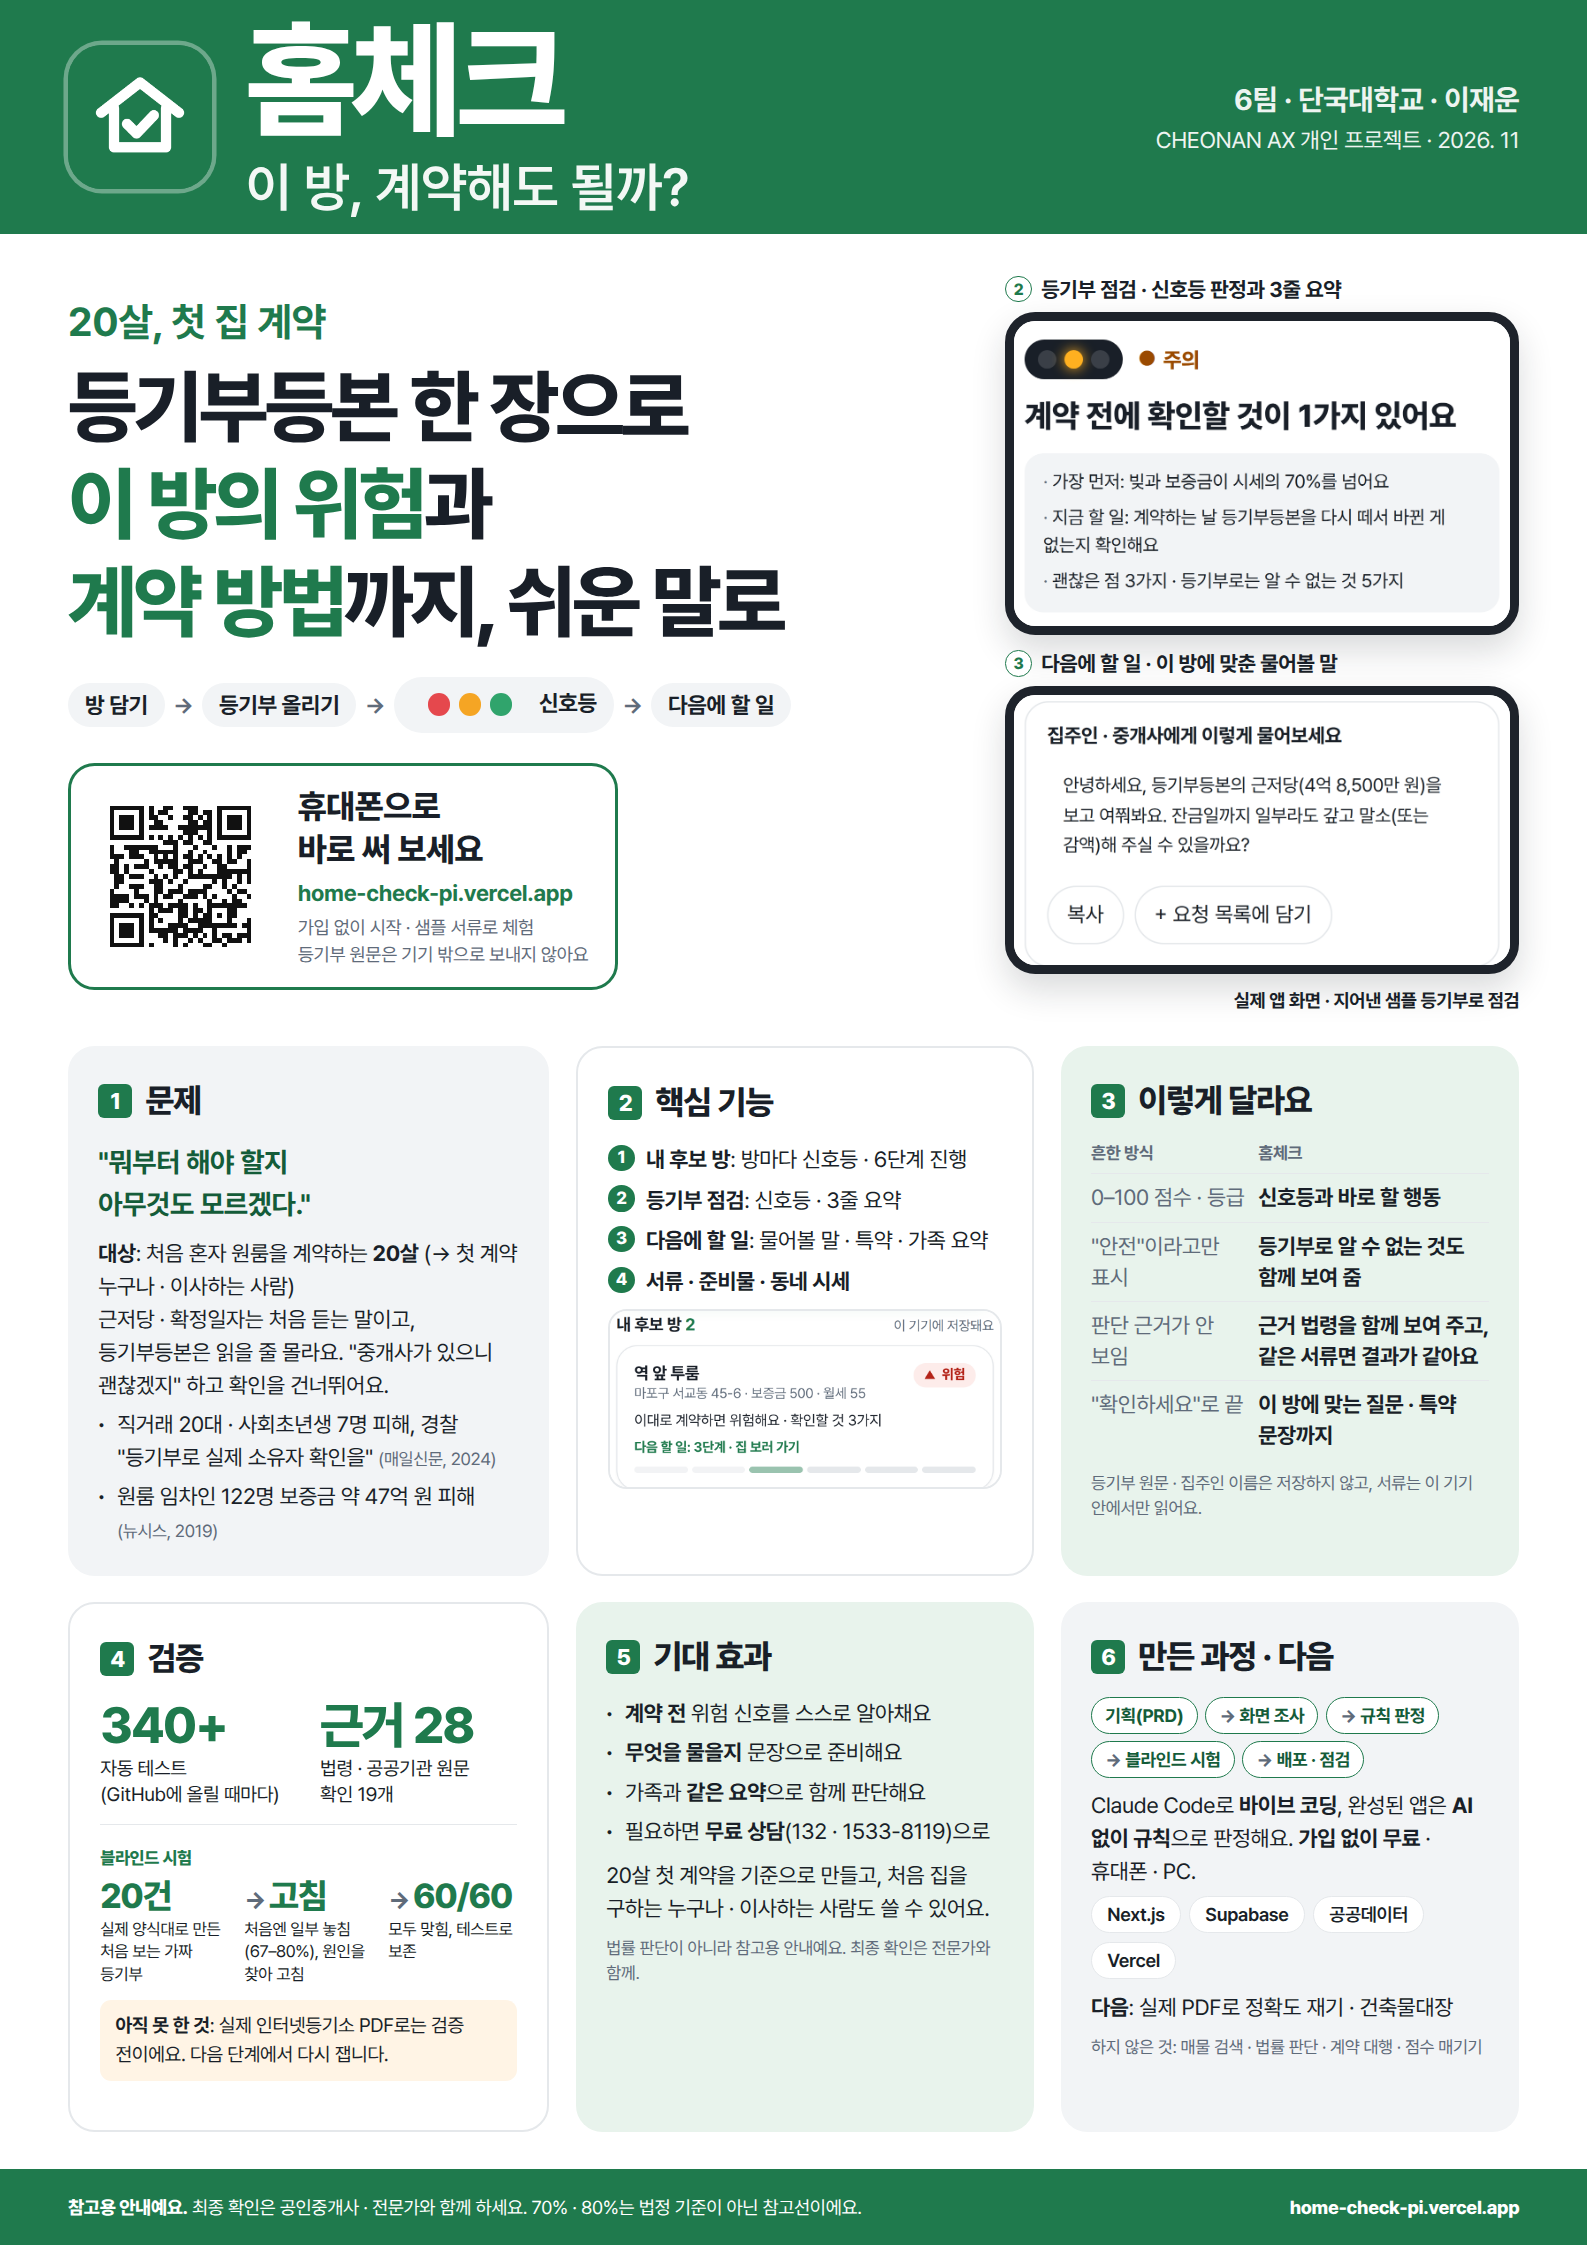 홈체크
이 방, 계약해도 될까?
6팀 · 단국대학교 · 이재운
CHEONAN AX 개인 프로젝트 · 2026. 11
20살, 첫 집 계약
등기부등본 한 장으로
이 방의 위험과
계약 방법까지, 쉬운 말로
방 담기 → 등기부 올리기 → 신호등 → 다음에 할 일
휴대폰으로
바로 써 보세요
home-check-pi.vercel.app
가입 없이 시작 · 샘플 서류로 체험
등기부 원문은 기기 밖으로 보내지 않아요
2 등기부 점검 · 신호등 판정과 3줄 요약
주의
계약 전에 확인할 것이 1가지 있어요
· 가장 먼저: 빚과 보증금이 시세의 70%를 넘어요
· 지금 할 일: 계약하는 날 등기부등본을 다시 떼서 바뀐 게
없는지 확인해요
· 괜찮은 점 3가지 · 등기부로는 알 수 없는 것 5가지
3 다음에 할 일 · 이 방에 맞춘 물어볼 말
집주인 · 중개사에게 이렇게 물어보세요
안녕하세요, 등기부등본의 근저당(4억 8,500만 원)을
보고 여쭤봐요. 잔금일까지 일부라도 갚고 말소(또는
감액)해 주실 수 있을까요?
복사
+ 요청 목록에 담기
실제 앱 화면 · 지어낸 샘플 등기부로 점검
1 문제
"뭐부터 해야 할지
아무것도 모르겠다."
대상: 처음 혼자 원룸을 계약하는 20살 (→ 첫 계약
누구나 · 이사하는 사람)
근저당 · 확정일자는 처음 듣는 말이고,
등기부등본은 읽을 줄 몰라요. "중개사가 있으니
괜찮겠지" 하고 확인을 건너뛰어요.
• 직거래 20대 · 사회초년생 7명 피해, 경찰
"등기부로 실제 소유자 확인을" (매일신문, 2024)
• 원룸 임차인 122명 보증금 약 47억 원 피해
(뉴시스, 2019)
2 핵심 기능
1 내 후보 방: 방마다 신호등 · 6단계 진행
2 등기부 점검: 신호등 · 3줄 요약
3 다음에 할 일: 물어볼 말 · 특약 · 가족 요약
4 서류 · 준비물 · 동네 시세
내 후보 방 2
이 기기에 저장돼요
역 앞 투룸
▲ 위험
마포구 서교동 45-6 · 보증금 500 · 월세 55
이대로 계약하면 위험해요 · 확인할 것 3가지
다음 할 일: 3단계 · 집 보러 가기
3 이렇게 달라요
흔한 방식 홈체크
0–100 점수 · 등급 신호등과 바로 할 행동
"안전"이라고만 등기부로 알 수 없는 것도
표시 함께 보여 줌
판단 근거가 안 근거 법령을 함께 보여 주고,
보임 같은 서류면 결과가 같아요
"확인하세요"로 끝 이 방에 맞는 질문 · 특약
문장까지
등기부 원문 · 집주인 이름은 저장하지 않고, 서류는 이 기기
안에서만 읽어요.
4 검증
340+ 근거 28
자동 테스트 법령 · 공공기관 원문
(GitHub에 올릴 때마다) 확인 19개
블라인드 시험
20건 → 고침 → 60/60
실제 양식대로 만든 처음엔 일부 놓침 모두 맞힘, 테스트로
처음 보는 가짜 (67–80%), 원인을 보존
등기부 찾아 고침
아직 못 한 것: 실제 인터넷등기소 PDF로는 검증
전이에요. 다음 단계에서 다시 잽니다.
5 기대 효과
• 계약 전 위험 신호를 스스로 알아채요
• 무엇을 물을지 문장으로 준비해요
• 가족과 같은 요약으로 함께 판단해요
• 필요하면 무료 상담(132 · 1533-8119)으로
20살 첫 계약을 기준으로 만들고, 처음 집을
구하는 누구나 · 이사하는 사람도 쓸 수 있어요.
법률 판단이 아니라 참고용 안내예요. 최종 확인은 전문가와
함께.
6 만든 과정 · 다음
기획(PRD) → 화면 조사 → 규칙 판정
→ 블라인드 시험 → 배포 · 점검
Claude Code로 바이브 코딩, 완성된 앱은 AI
없이 규칙으로 판정해요. 가입 없이 무료 ·
휴대폰 · PC.
Next.js Supabase 공공데이터
Vercel
다음: 실제 PDF로 정확도 재기 · 건축물대장
하지 않은 것: 매물 검색 · 법률 판단 · 계약 대행 · 점수 매기기
참고용 안내예요. 최종 확인은 공인중개사 · 전문가와 함께 하세요. 70% · 80%는 법정 기준이 아닌 참고선이에요.
home-check-pi.vercel.app